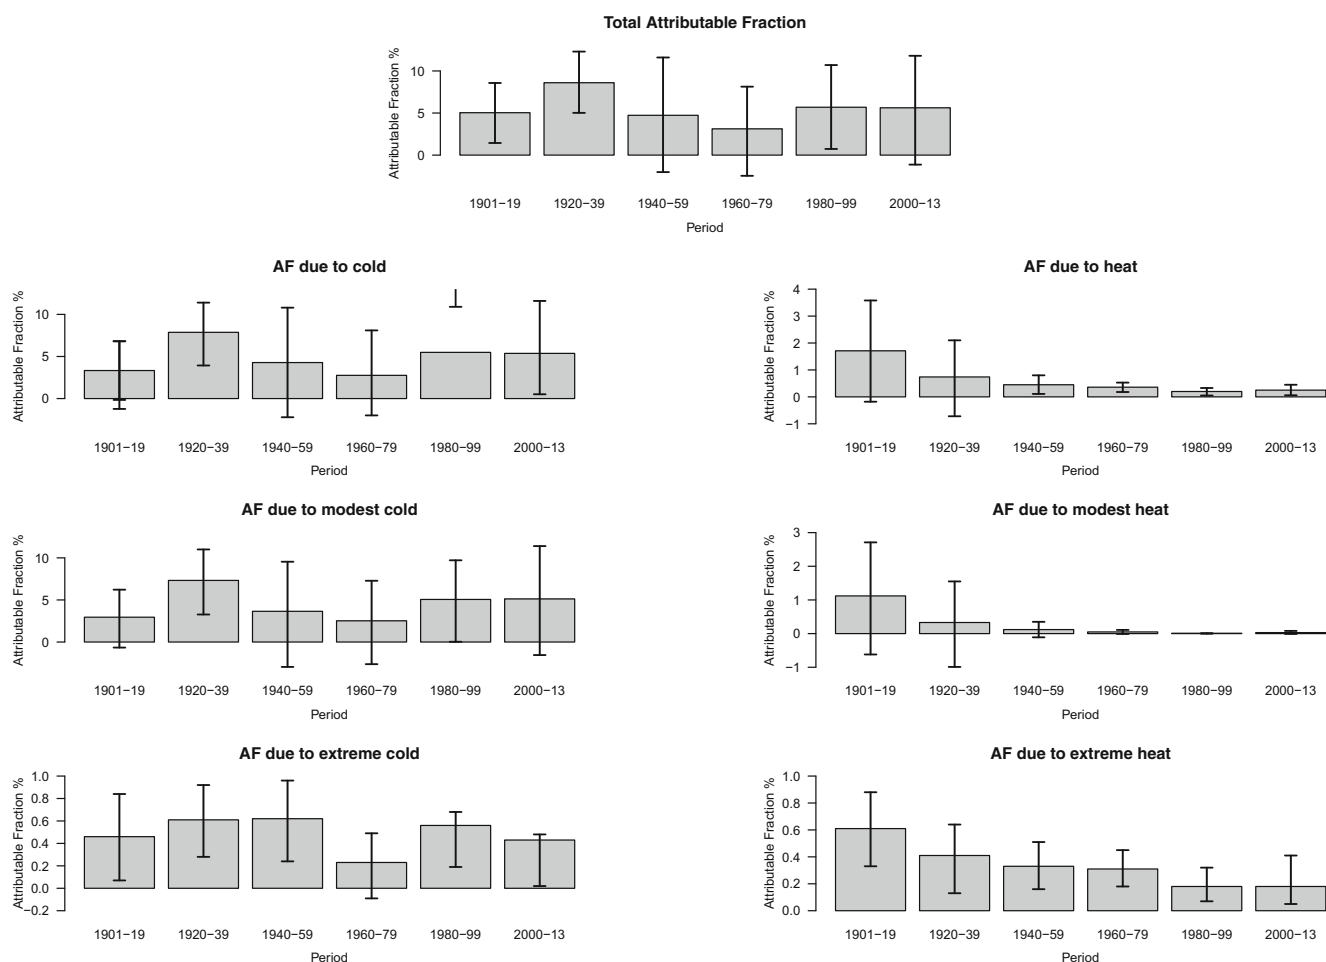 Total Attributable Fraction
Attributable Fraction %
10
5
0
1901−19 1920−39 1940−59 1960−79 1980−99 2000−13
Period
AF due to cold
Attributable Fraction %
10
5
0
1901−19 1920−39 1940−59 1960−79 1980−99 2000−13
Period
AF due to heat
Attributable Fraction %
4
3
2
1
0
−1
1901−19 1920−39 1940−59 1960−79 1980−99 2000−13
Period
AF due to modest cold
Attributable Fraction %
10
5
0
1901−19 1920−39 1940−59 1960−79 1980−99 2000−13
Period
AF due to modest heat
Attributable Fraction %
3
2
1
0
−1
1901−19 1920−39 1940−59 1960−79 1980−99 2000−13
Period
AF due to extreme cold
Attributable Fraction %
1.0
0.8
0.6
0.4
0.2
0.0
−0.2
1901−19 1920−39 1940−59 1960−79 1980−99 2000−13
Period
AF due to extreme heat
Attributable Fraction %
1.0
0.8
0.6
0.4
0.2
0.0
1901−19 1920−39 1940−59 1960−79 1980−99 2000−13
Period